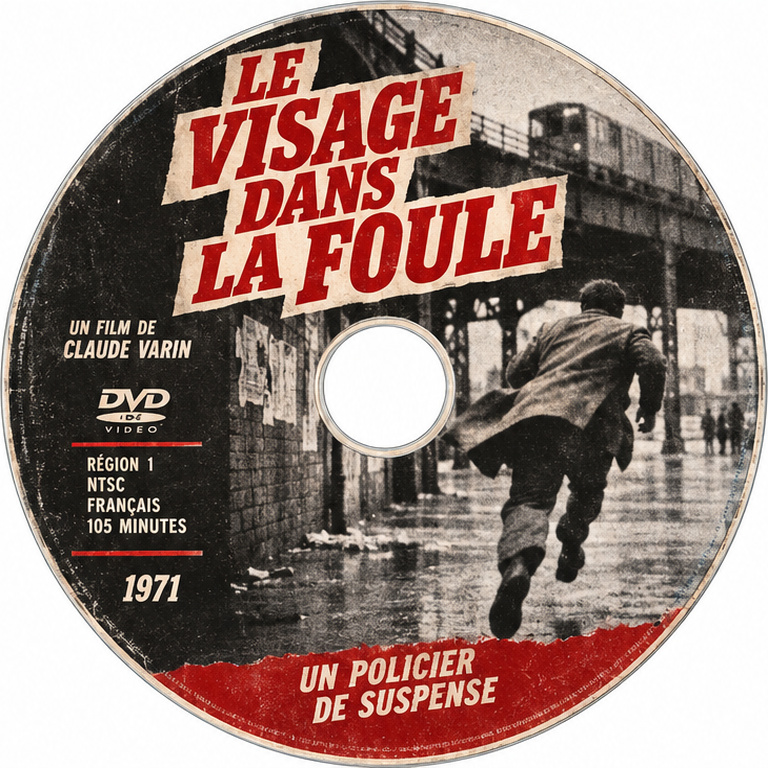 LE
VISAGE
DANS
LA FOULE
UN FILM DE
CLAUDE VARIN
DVD
VIDEO
RÉGION 1
NTSC
FRANÇAIS
105 MINUTES
1971
UN POLICIER
DE SUSPENSE